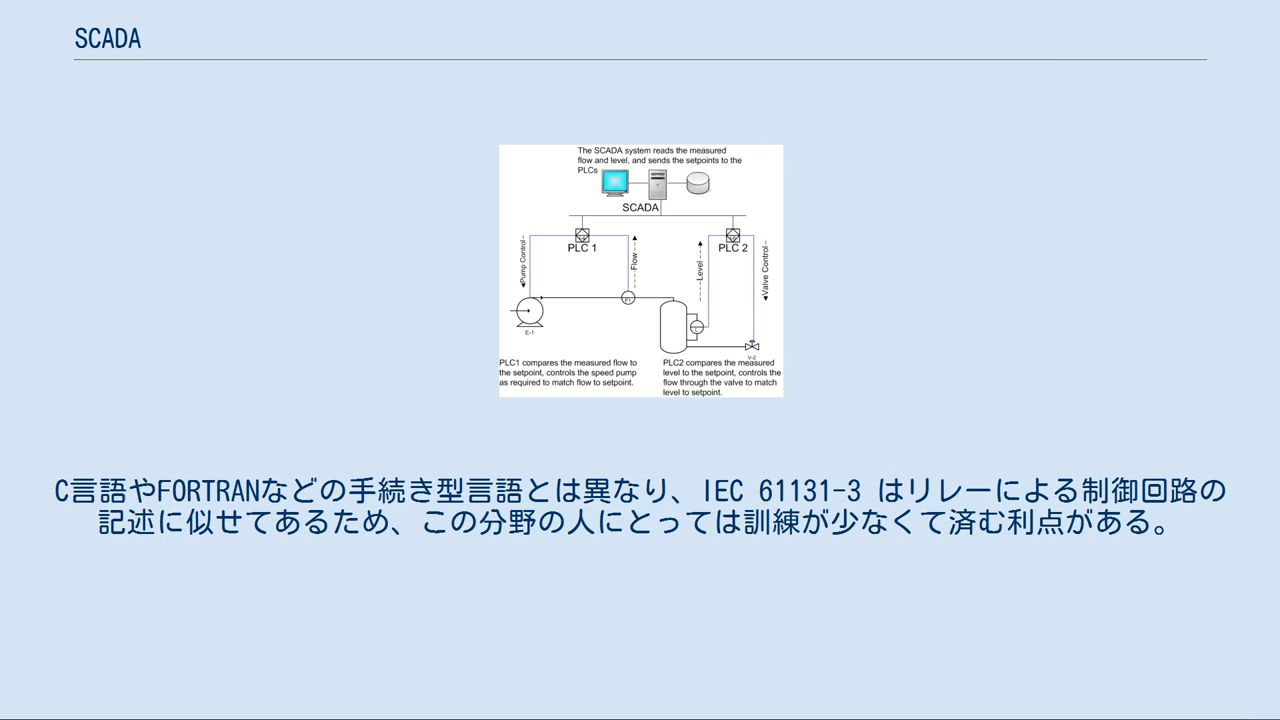 SCADA
The SCADA system reads the measured
flow and level, and sends the setpoints to the
PLCs
SCADA
PLC 1
PLC 2
Pump Control
Flow
Level
Valve Control
E-1
V-2
PLC1 compares the measured flow to
the setpoint, controls the speed pump
as required to match flow to setpoint.
PLC2 compares the measured
level to the setpoint, controls the
flow through the valve to match
level to setpoint.
C言語やFORTRANなどの手続き型言語とは異なり、IEC 61131-3 はリレーによる制御回路の
記述に似せてあるため、この分野の人にとっては訓練が少なくて済む利点がある。